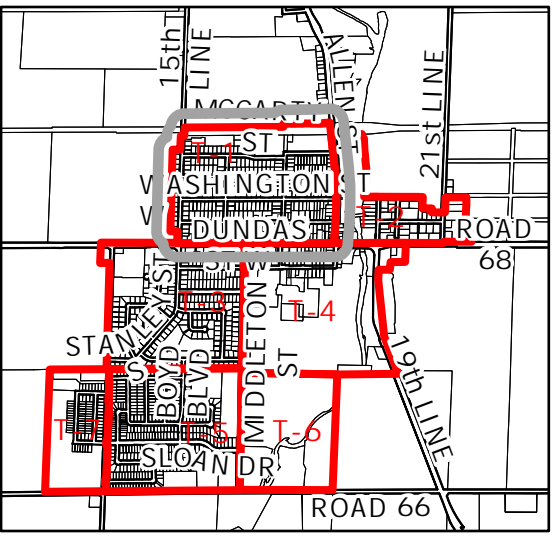 15th
LINE
ALLEN ST
21st LINE
MCCARTY
ST
T-1
WASHINGTON ST
W
T-2
DUNDAS
ROAD
68
ST W
STANLEY ST
T-3
T-4
MIDDLETON
ST
STANLEY
S
BOYD
BLVD
19th LINE
T-7
T-5
T-6
SLOAN DR
ROAD 66